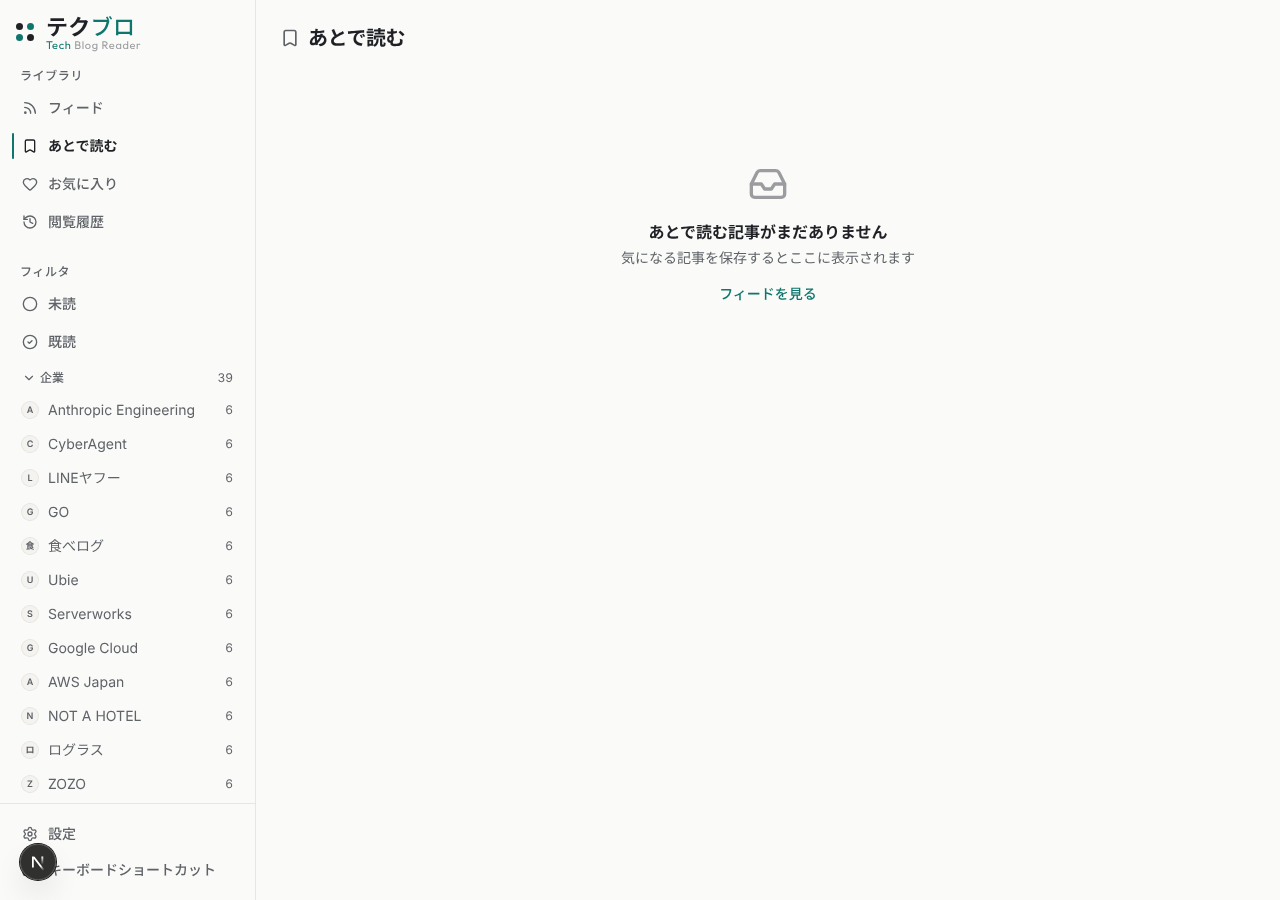 テクブロ
Tech Blog Reader
ライブラリ
フィード
あとで読む
お気に入り
閲覧履歴
フィルタ
未読
既読
企業 39
A Anthropic Engineering 6
C CyberAgent 6
L LINEヤフー 6
G GO 6
食 食べログ 6
U Ubie 6
S Serverworks 6
G Google Cloud 6
A AWS Japan 6
N NOT A HOTEL 6
ロ ログラス 6
Z ZOZO 6
設定
N キーボードショートカット
あとで読む
あとで読む記事がまだありません
気になる記事を保存するとここに表示されます
フィードを見る